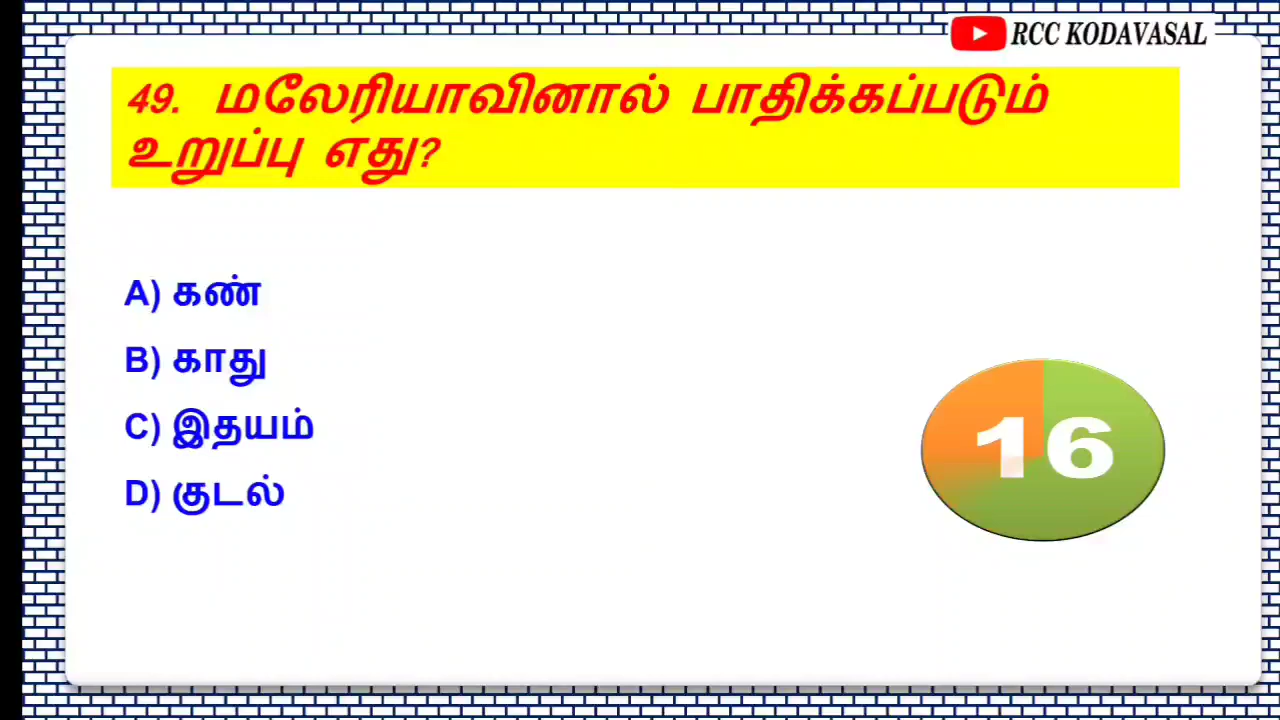 RCC KODAVASAL
49. மலேரியாவினால் பாதிக்கப்படும்
உறுப்பு எது?
A) கண்
B) காது
C) இதயம்
D) குடல்
16